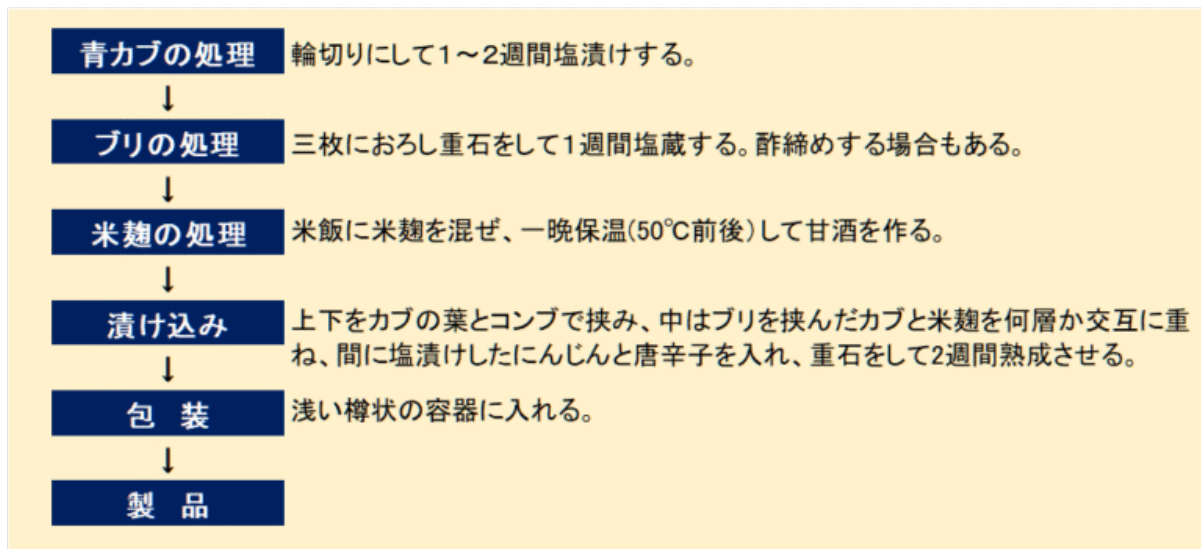 青カブの処理 輪切りにして1～2週間塩漬けする。
↓
ブリの処理 三枚におろし重石をして1週間塩蔵する。酢締めする場合もある。
↓
米麹の処理 米飯に米麹を混ぜ、一晩保温(50℃前後)して甘酒を作る。
↓
漬け込み 上下をカブの葉とコンブで挟み、中はブリを挟んだカブと米麹を何層か交互に重
ね、間に塩漬けしたにんじんと唐辛子を入れ、重石をして2週間熟成させる。
↓
包　装 浅い樽状の容器に入れる。
↓
製　品